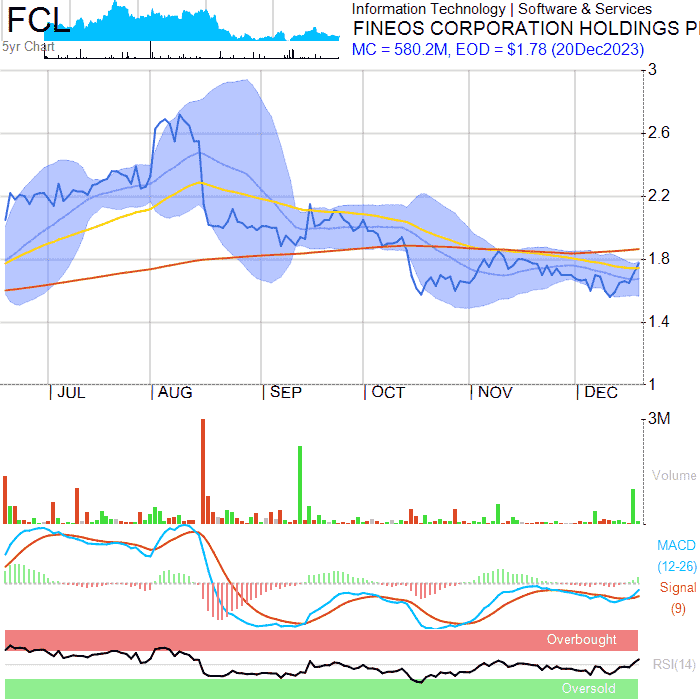 FCL
5yr Chart
Information Technology | Software & Services
FINEOS CORPORATION HOLDINGS P
MC = 580.2M, EOD = $1.78 (20Dec2023)
3
2.6
2.2
1.8
1.4
1
JUL AUG SEP OCT NOV DEC
3M
Volume
MACD
(12-26)
Signal
(9)
Overbought
RSI(14)
Oversold